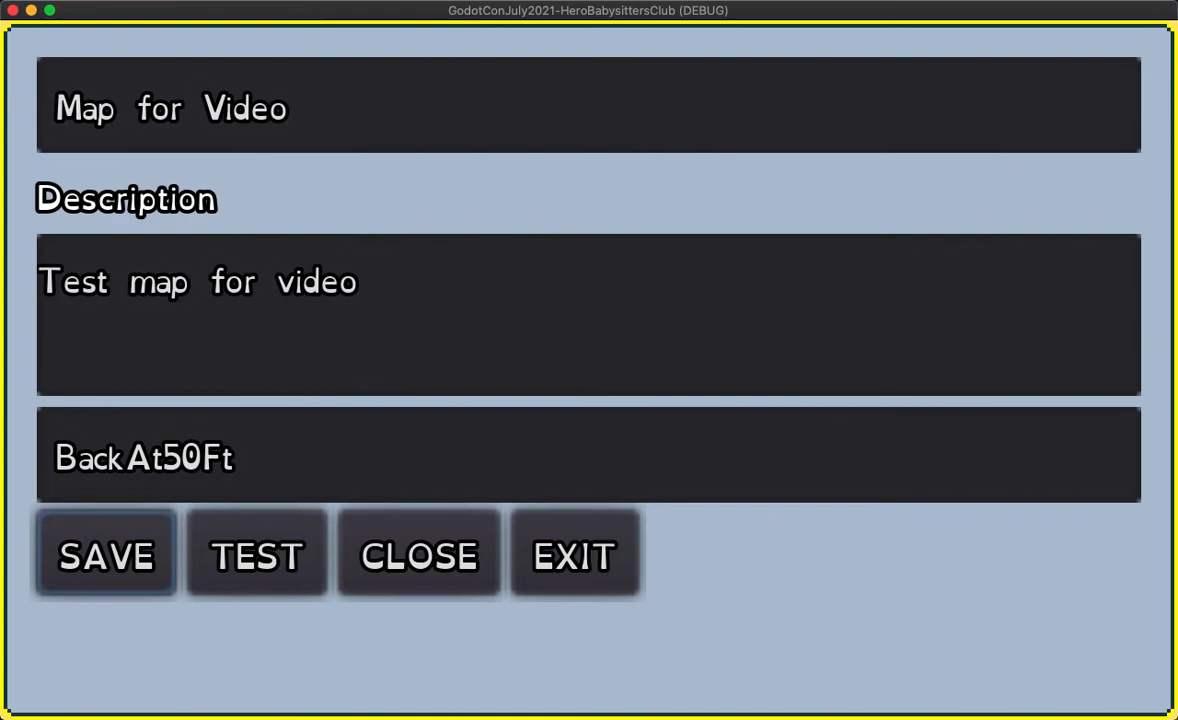 GodotConJuly2021-HeroBabysittersClub (DEBUG)
Map for Video
Description
Test map for video
BackAt50Ft
SAVE TEST CLOSE EXIT